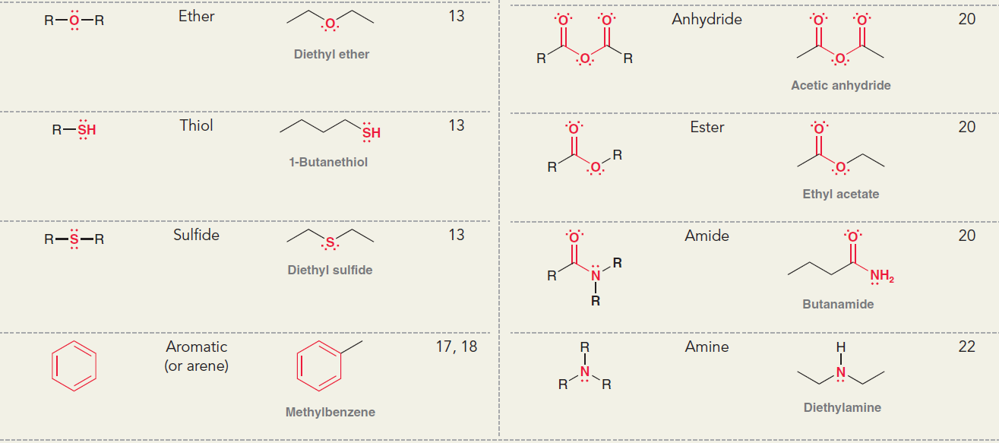 R—O—R Ether O 13
Diethyl ether
R—SH Thiol SH 13
1-Butanethiol
R—S—R Sulfide S 13
Diethyl sulfide
Aromatic 17, 18
(or arene)
Methylbenzene
O O Anhydride O O 20
R O R O
Acetic anhydride
O Ester O 20
R O R O
Ethyl acetate
O Amide O 20
R N R NH2
R
Butanamide
R Amine H 22
N N
R R
Diethylamine